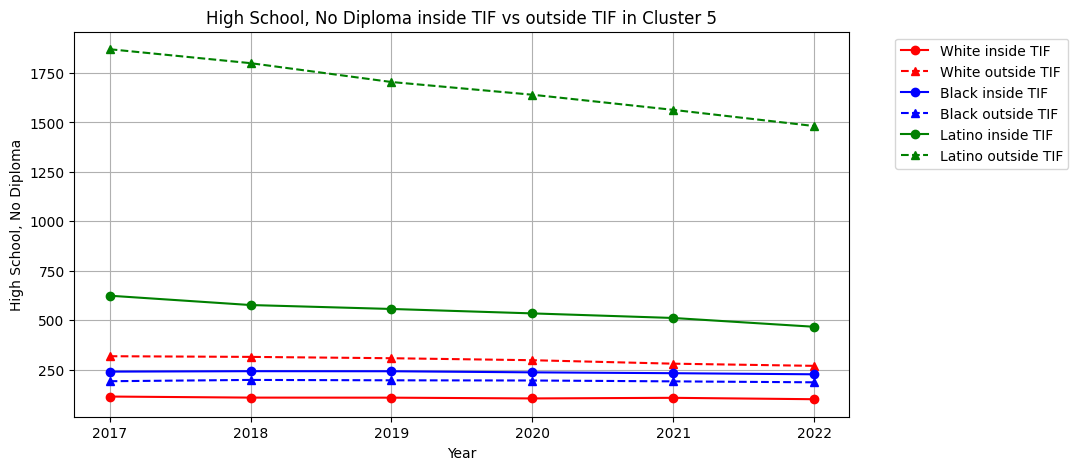 High School, No Diploma inside TIF vs outside TIF in Cluster 5
High School, No Diploma
1750
1500
1250
1000
750
500
250
2017
2018
2019
2020
2021
2022
Year
White inside TIF
White outside TIF
Black inside TIF
Black outside TIF
Latino inside TIF
Latino outside TIF